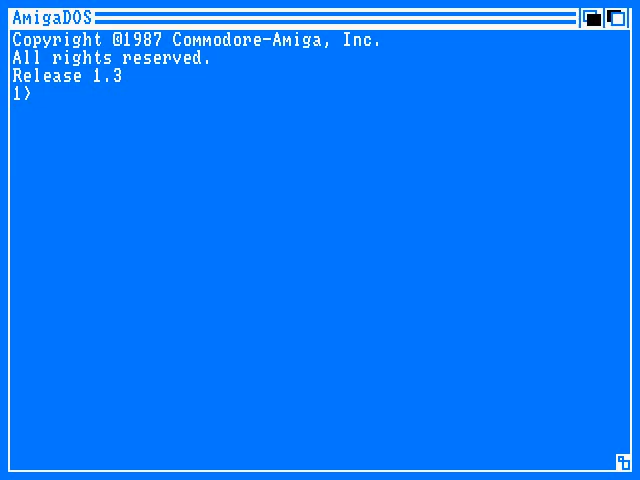 AmigaDOS
Copyright ©1987 Commodore-Amiga, Inc.
All rights reserved.
Release 1.3
1>